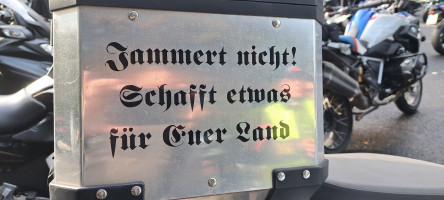 Jammert nicht!
Schafft etwas
für Euer Land